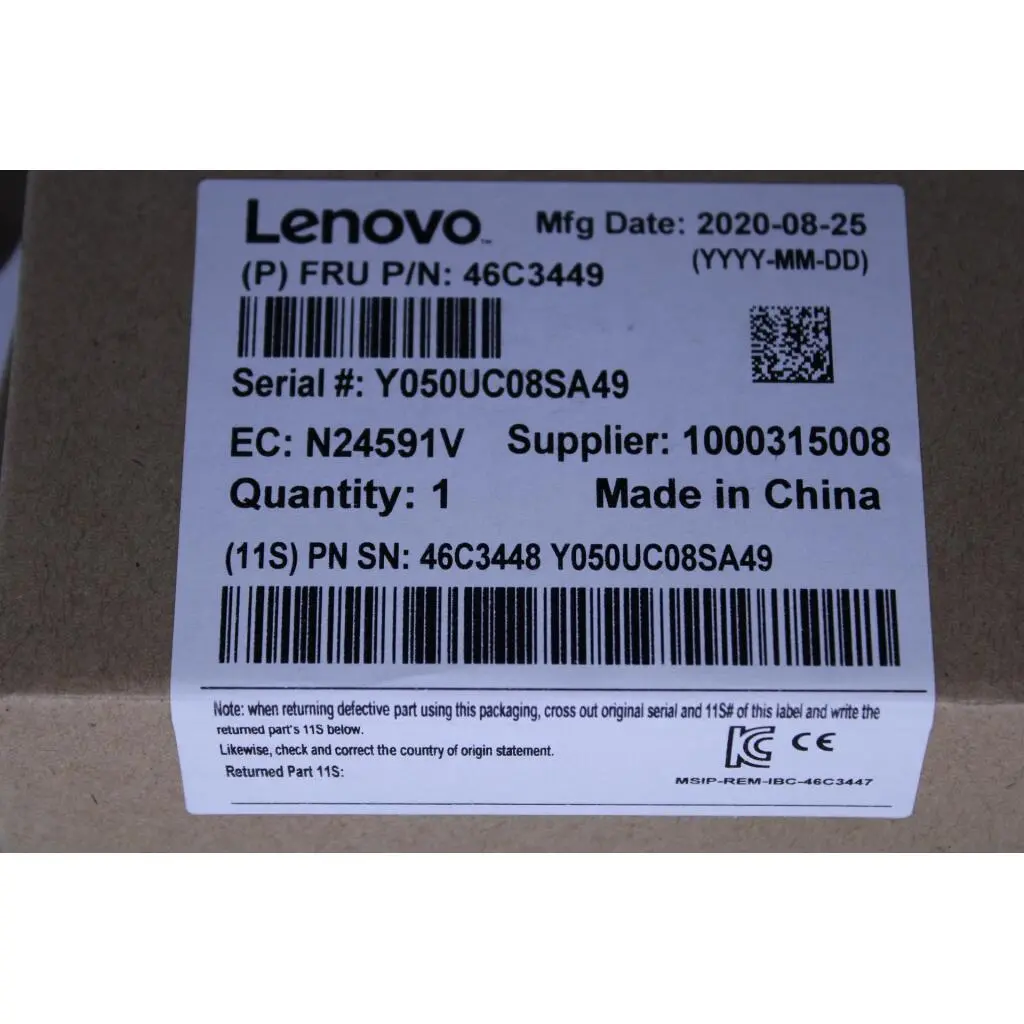 Lenovo™ Mfg Date: 2020-08-25
(YYYY-MM-DD)
(P) FRU P/N: 46C3449
Serial #: Y050UC08SA49
EC: N24591V Supplier: 1000315008
Quantity: 1 Made in China
(11S) PN SN: 46C3448 Y050UC08SA49
Note: when returning defective part using this packaging, cross out original serial and 11S# of this label and write the
returned part's 11S below.
Likewise, check and correct the country of origin statement.
Returned Part 11S:
KC CE
MSIP-REM-IBC-46C3447